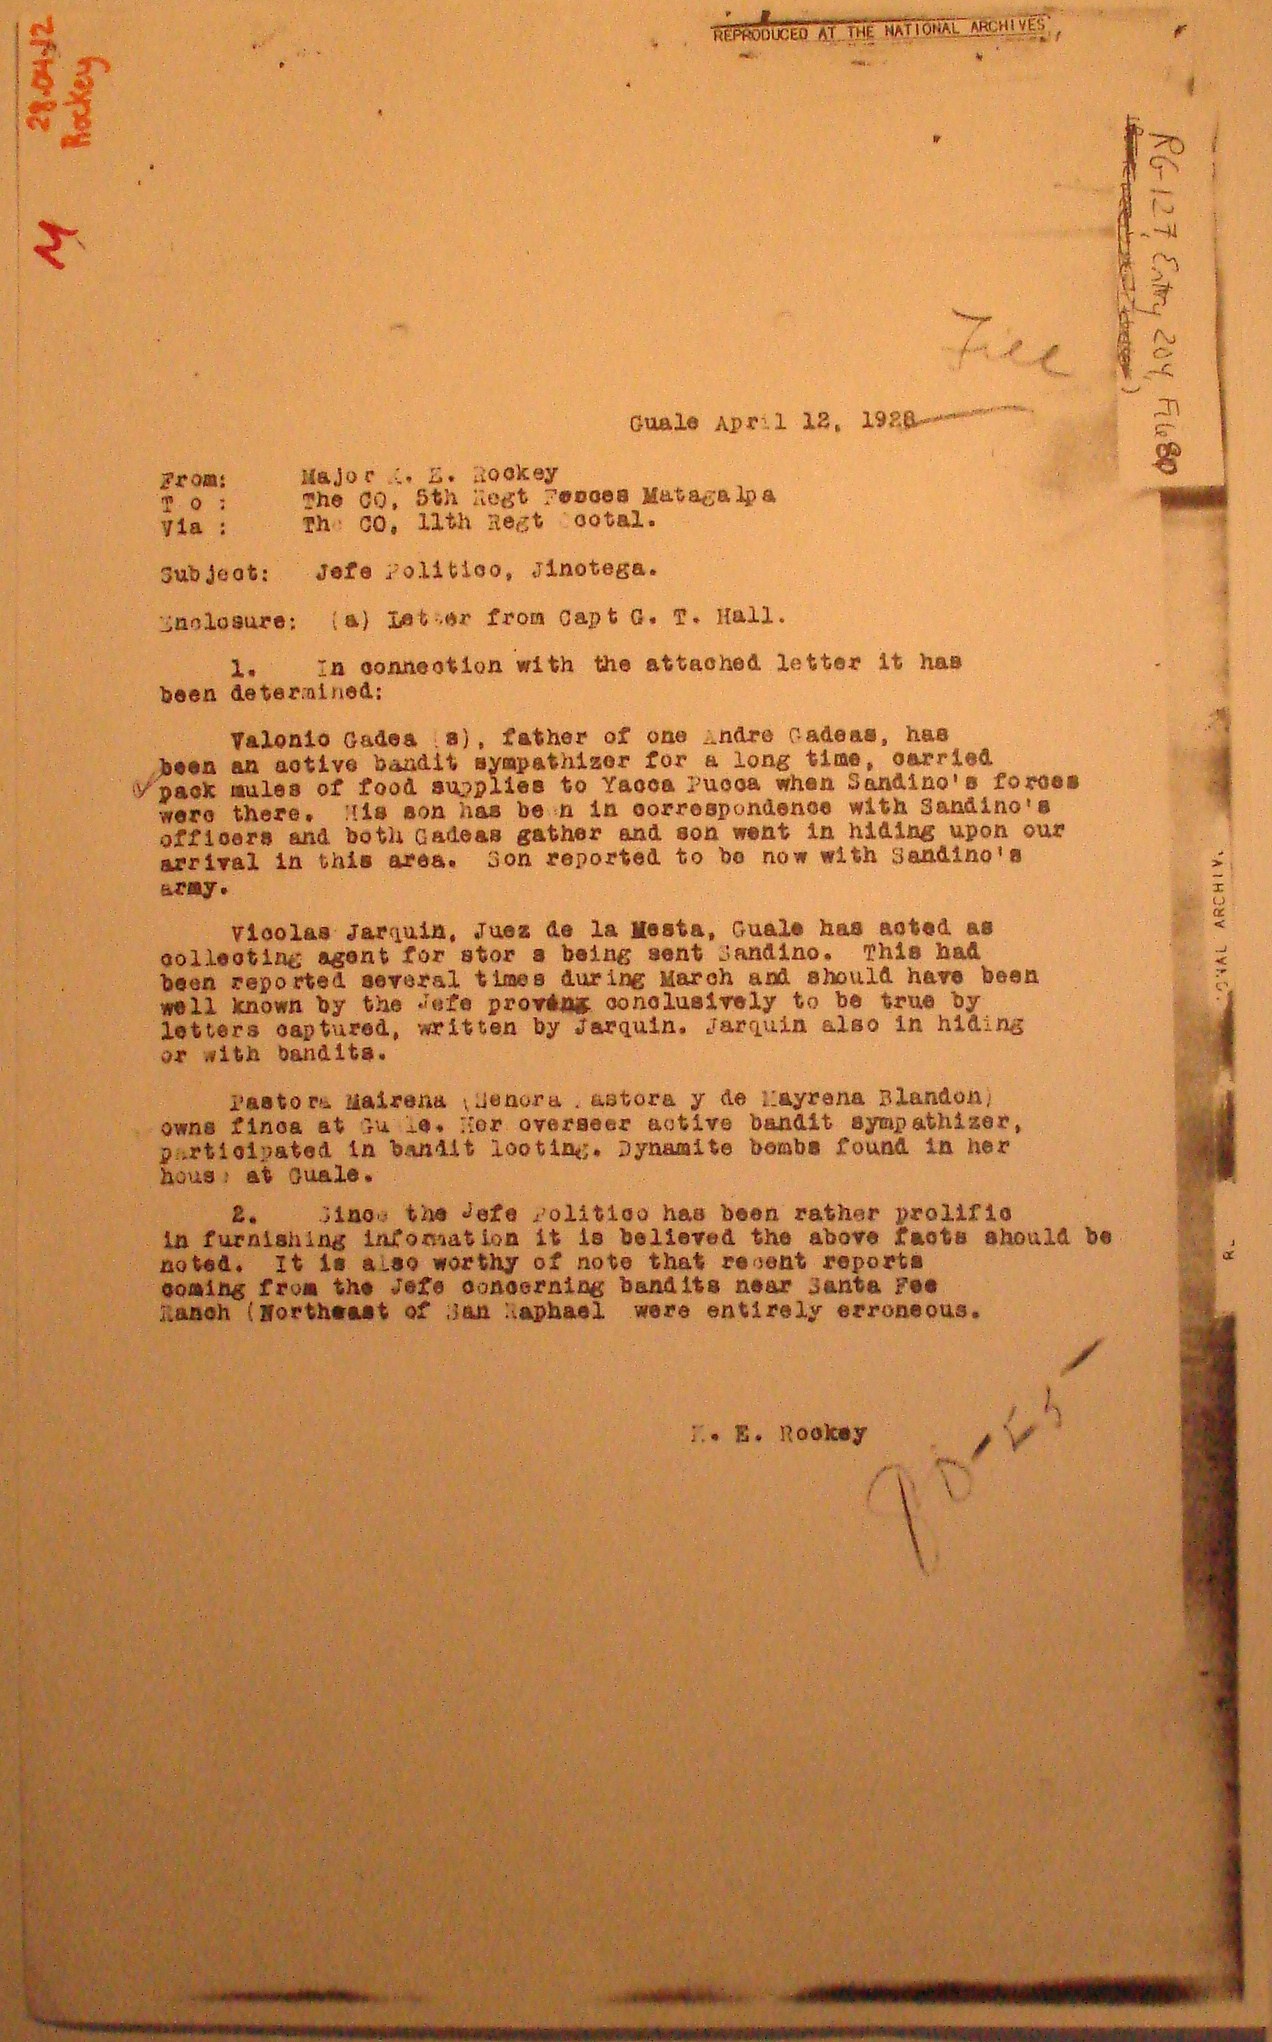 REPRODUCED AT THE NATIONAL ARCHIVES
28.04.12
Rockey
M
RG-127, Entry 204, F
File
Guale April 12, 1928
From: Major K. E. Rockey
T o : The CO, 5th Regt Fences Matagalpa
Via : The CO, 11th Regt Ocotal.
Subject: Jefe Politico, Jinotega.
Enclosure: (a) Letter from Capt G. T. Hall.
1. In connection with the attached letter it has
been determined:
Valonio Gadea (s), father of one Andre Gadeas, has
been an active bandit sympathizer for a long time, carried
pack mules of food supplies to Yacca Pucca when Sandino's forces
were there. His son has been in correspondence with Sandino's
officers and both Gadeas gather and son went in hiding upon our
arrival in this area. Son reported to be now with Sandino's
army.
Vicolas Jarquin, Juez de la Mesta, Guale has acted as
collecting agent for stor s being sent Sandino. This had
been reported several times during March and should have been
well known by the Jefe proving conclusively to be true by
letters captured, written by Jarquin. Jarquin also in hiding
or with bandits.
Pastora Mairena (Senora Pastora y de Mayrena Blandon)
owns finca at Guale. Her overseer active bandit sympathizer,
participated in bandit looting. Dynamite bombs found in her
house at Guale.
2. Since the Jefe Politico has been rather prolific
in furnishing information it is believed the above facts should be
noted. It is also worthy of note that recent reports
coming from the Jefe concerning bandits near Santa Fee
Ranch (Northeast of San Raphael were entirely erroneous.
K. E. Rockey
ONAL ARCHIV.